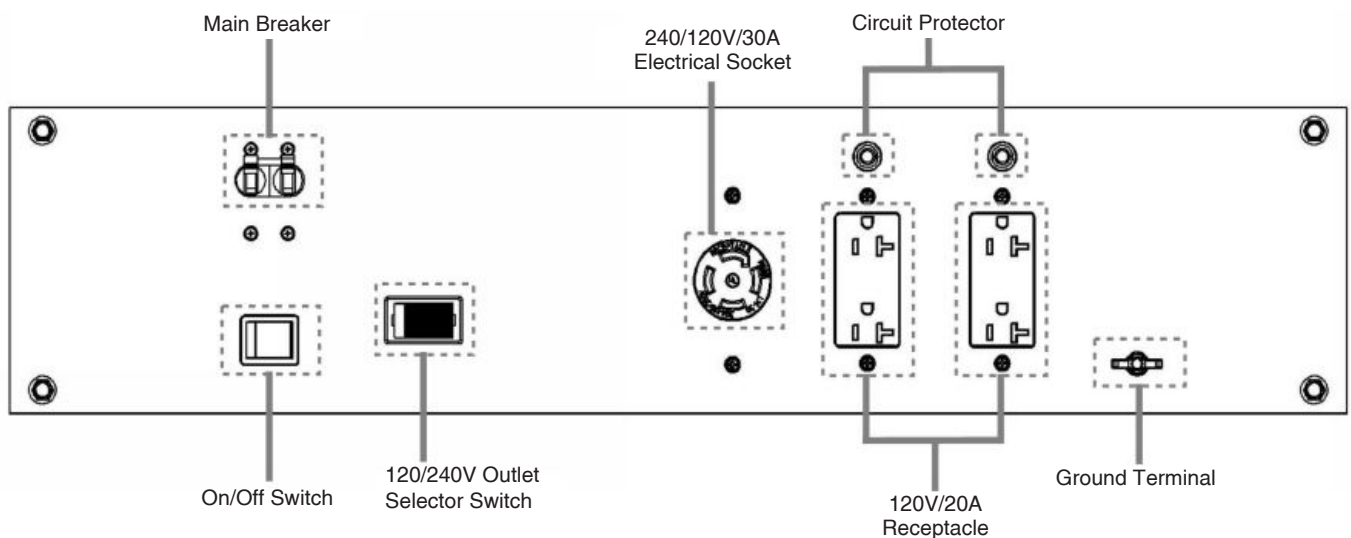 Main Breaker
240/120V/30A
Electrical Socket
Circuit Protector
On/Off Switch
120/240V Outlet
Selector Switch
120V/20A
Receptacle
Ground Terminal